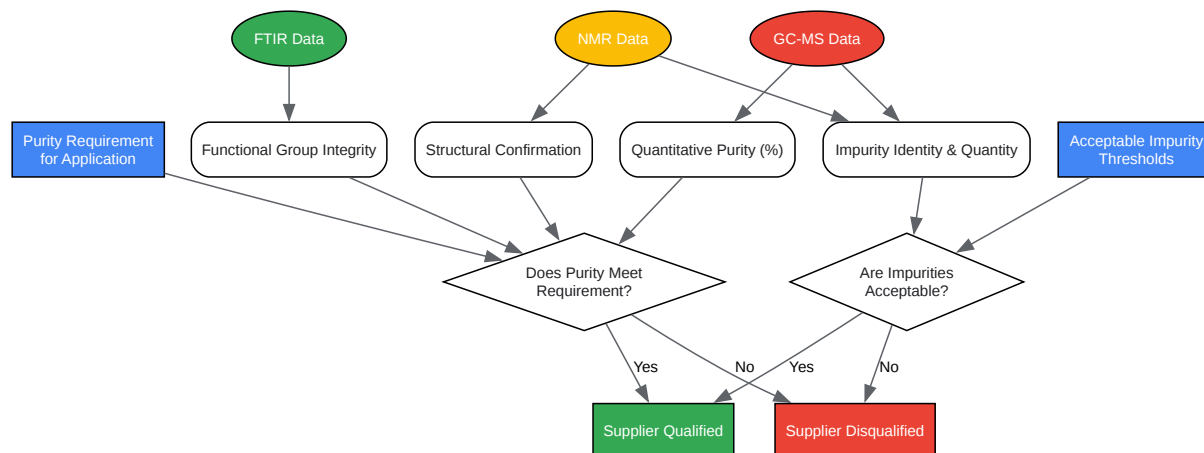 FTIR Data
NMR Data
GC-MS Data
Purity Requirement
for Application
Functional Group Integrity
Structural Confirmation
Quantitative Purity (%)
Impurity Identity & Quantity
Acceptable Impurity
Thresholds
Does Purity Meet
Requirement?
Are Impurities
Acceptable?
Yes
No
Yes
No
Supplier Qualified
Supplier Disqualified